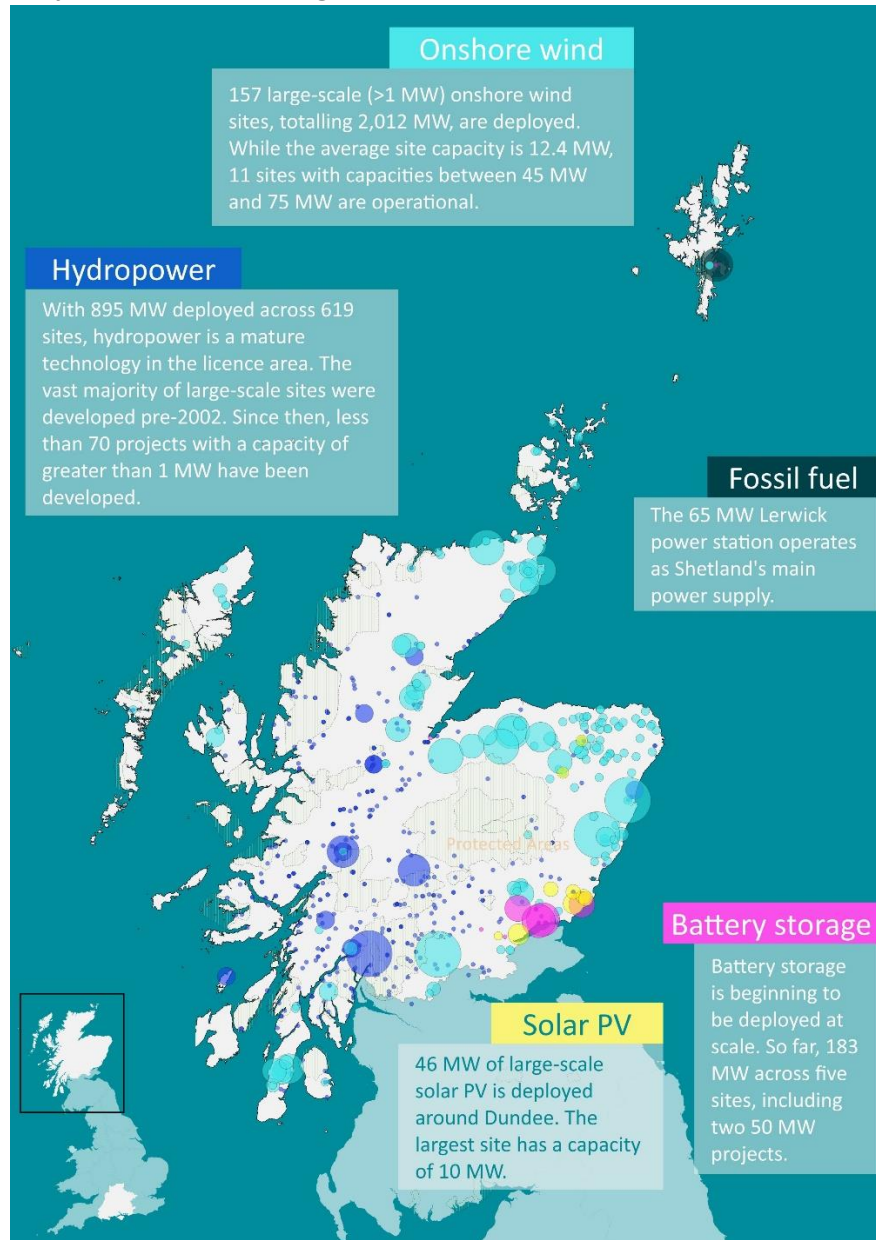 Onshore wind
157 large-scale (>1 MW) onshore wind
sites, totalling 2,012 MW, are deployed.
While the average site capacity is 12.4 MW,
11 sites with capacities between 45 MW
and 75 MW are operational.
Hydropower
With 895 MW deployed across 619
sites, hydropower is a mature
technology in the licence area. The
vast majority of large-scale sites were
developed pre-2002. Since then, less
than 70 projects with a capacity of
greater than 1 MW have been
developed.
Fossil fuel
The 65 MW Lerwick
power station operates
as Shetland's main
power supply.
Protected Areas
Battery storage
Battery storage
is beginning to
be deployed at
scale. So far, 183
MW across five
sites, including
two 50 MW
projects.
Solar PV
46 MW of large-scale
solar PV is deployed
around Dundee. The
largest site has a capacity
of 10 MW.